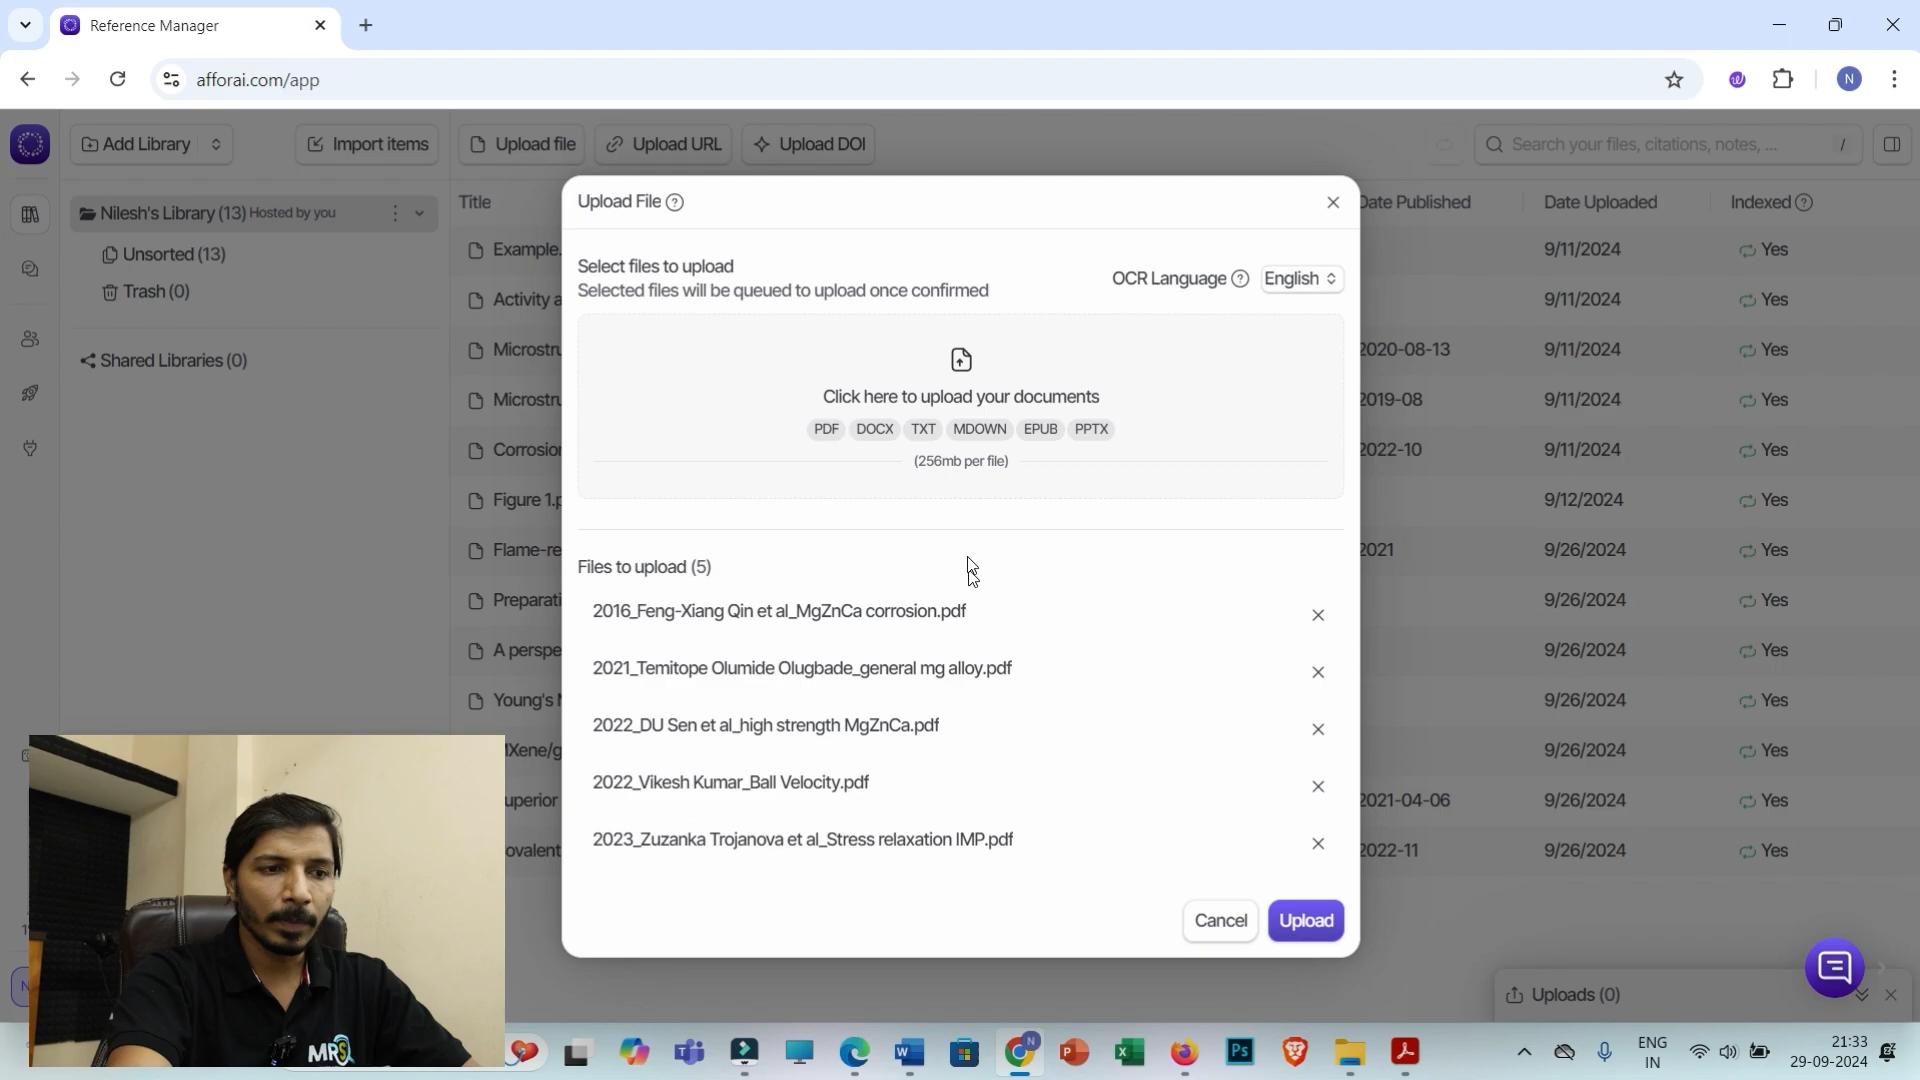 Reference Manager
afforai.com/app
N
Add Library
Import items
Upload file
Upload URL
Upload DOI
Search your files, citations, notes, ...
/
Nilesh's Library (13) Hosted by you
Unsorted (13)
Trash (0)
Shared Libraries (0)
Title
Date Published
Date Uploaded
Indexed
Example.
9/11/2024
Yes
Activity a
9/11/2024
Yes
Microstru
2020-08-13
9/11/2024
Yes
Microstru
2019-08
9/11/2024
Yes
Corrosion
2022-10
9/11/2024
Yes
Figure 1.p
9/12/2024
Yes
Flame-re
2021
9/26/2024
Yes
Preparati
9/26/2024
Yes
A perspe
9/26/2024
Yes
Young's M
9/26/2024
Yes
MXene/g
9/26/2024
Yes
uperior
2021-04-06
9/26/2024
Yes
ovalent
2022-11
9/26/2024
Yes
Upload File
Select files to upload
Selected files will be queued to upload once confirmed
OCR Language
English
Click here to upload your documents
PDF DOCX TXT MDOWN EPUB PPTX
(256mb per file)
Files to upload (5)
2016_Feng-Xiang Qin et al_MgZnCa corrosion.pdf
2021_Temitope Olumide Olugbade_general mg alloy.pdf
2022_DU Sen et al_high strength MgZnCa.pdf
2022_Vikesh Kumar_Ball Velocity.pdf
2023_Zuzanka Trojanova et al_Stress relaxation IMP.pdf
Cancel
Upload
Uploads (0)
MRS
ENG
IN
21:33
29-09-2024